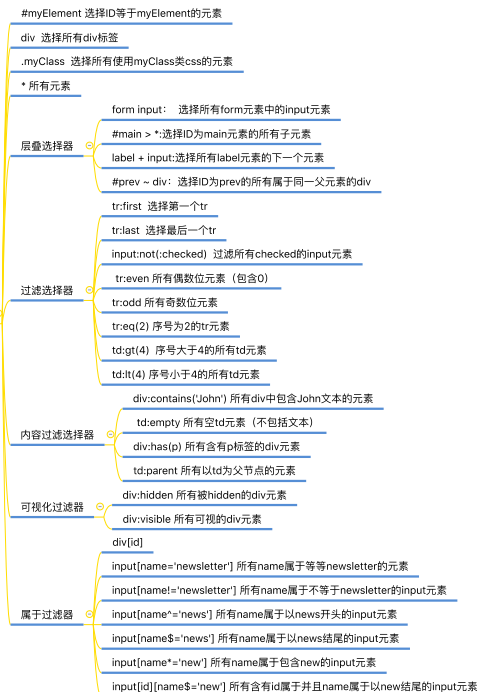 #myElement 选择ID等于myElement的元素
div 选择所有div标签
.myClass 选择所有使用myClass类css的元素
* 所有元素
层叠选择器
form input： 选择所有form元素中的input元素
#main > *:选择ID为main元素的所有子元素
label + input:选择所有label元素的下一个元素
#prev ~ div：选择ID为prev的所有属于同一父元素的div
过滤选择器
tr:first 选择第一个tr
tr:last 选择最后一个tr
input:not(:checked) 过滤所有checked的input元素
tr:even 所有偶数位元素（包含0）
tr:odd 所有奇数位元素
tr:eq(2) 序号为2的tr元素
td:gt(4) 序号大于4的所有td元素
td:lt(4) 序号小于4的所有td元素
内容过滤选择器
div:contains('John') 所有div中包含John文本的元素
td:empty 所有空td元素（不包括文本）
div:has(p) 所有含有p标签的div元素
td:parent 所有以td为父节点的元素
可视化过滤器
div:hidden 所有被hidden的div元素
div:visible 所有可视的div元素
属于过滤器
div[id]
input[name='newsletter'] 所有name属于等等newsletter的元素
input[name!='newsletter'] 所有name属于不等于newsletter的input元素
input[name^='news'] 所有name属于以news开头的input元素
input[name$='news'] 所有name属于以news结尾的input元素
input[name*='new'] 所有name属于包含new的input元素
input[id][name$='new'] 所有含有id属于并且name属于以new结尾的input元素